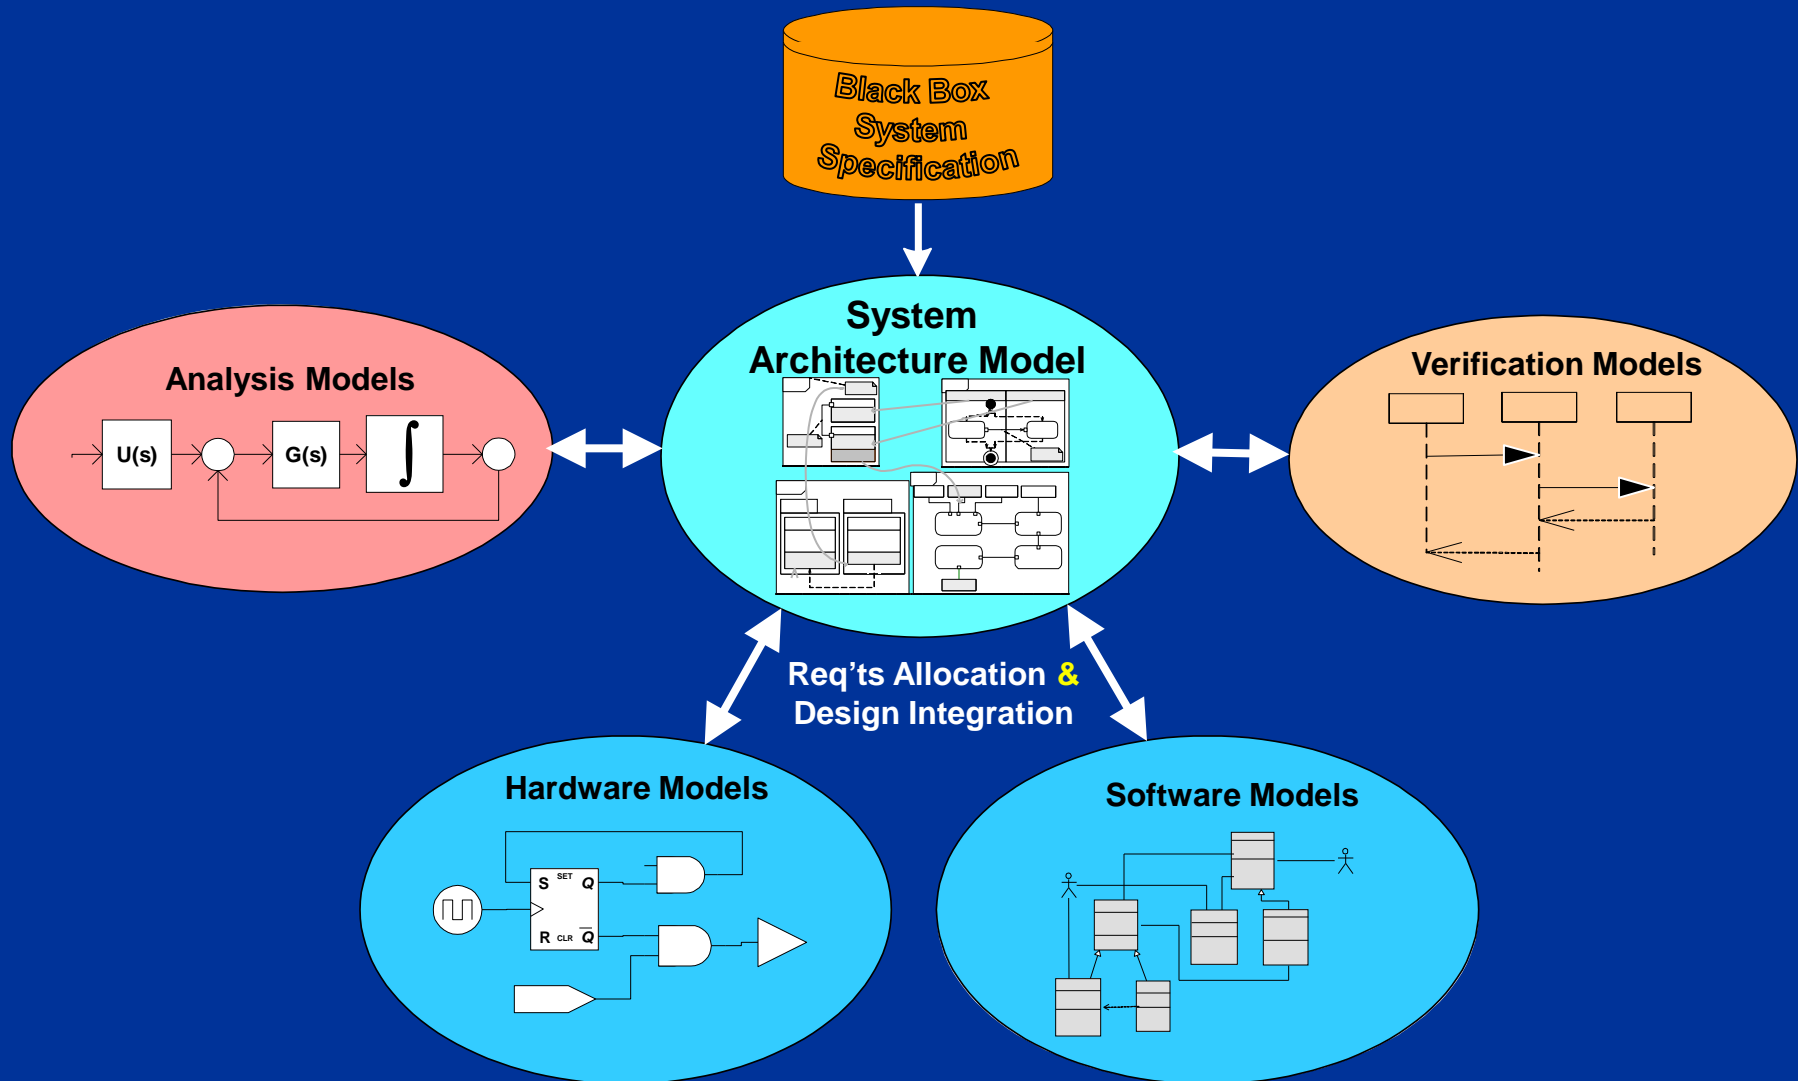 Black Box
System
Specification
System
Architecture Model
Analysis Models
U(s)
G(s)
∫
Verification Models
Req'ts Allocation &
Design Integration
Hardware Models
S SET Q
R CLR Q̅
Software Models